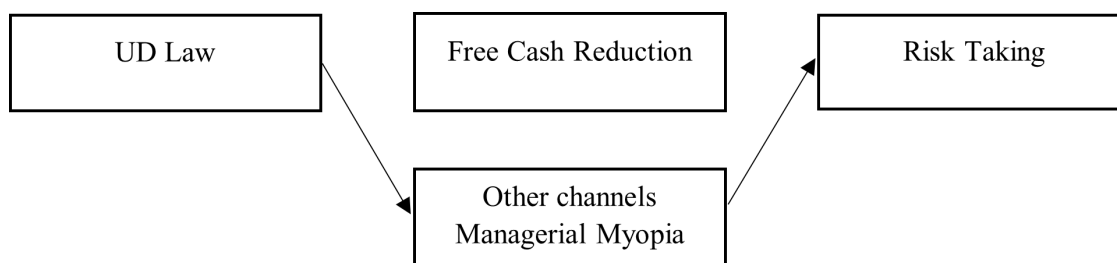 UD Law
Free Cash Reduction
Risk Taking
Other channels
Managerial Myopia